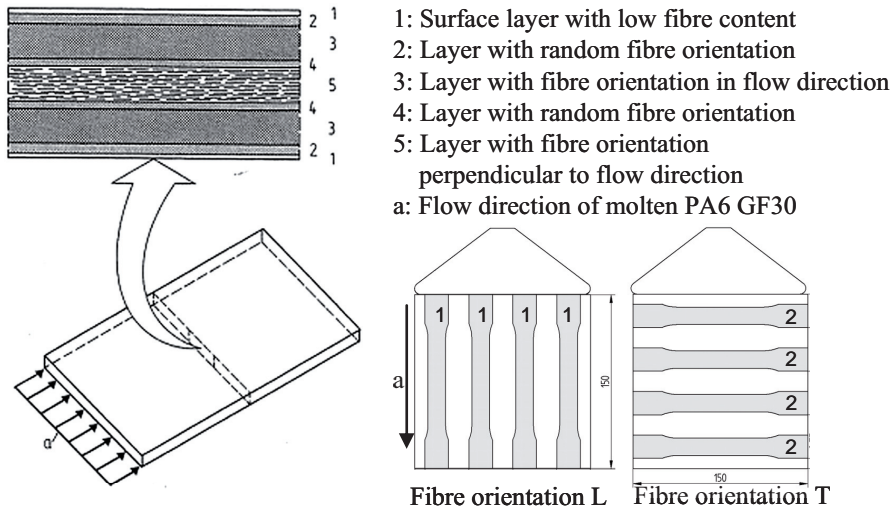 1
2
3
4
5
4
3
2
1
1: Surface layer with low fibre content
2: Layer with random fibre orientation
3: Layer with fibre orientation in flow direction
4: Layer with random fibre orientation
5: Layer with fibre orientation
perpendicular to flow direction
a: Flow direction of molten PA6 GF30
a
1 1 1 1
a
150
Fibre orientation L
2
2
2
2
150
Fibre orientation T